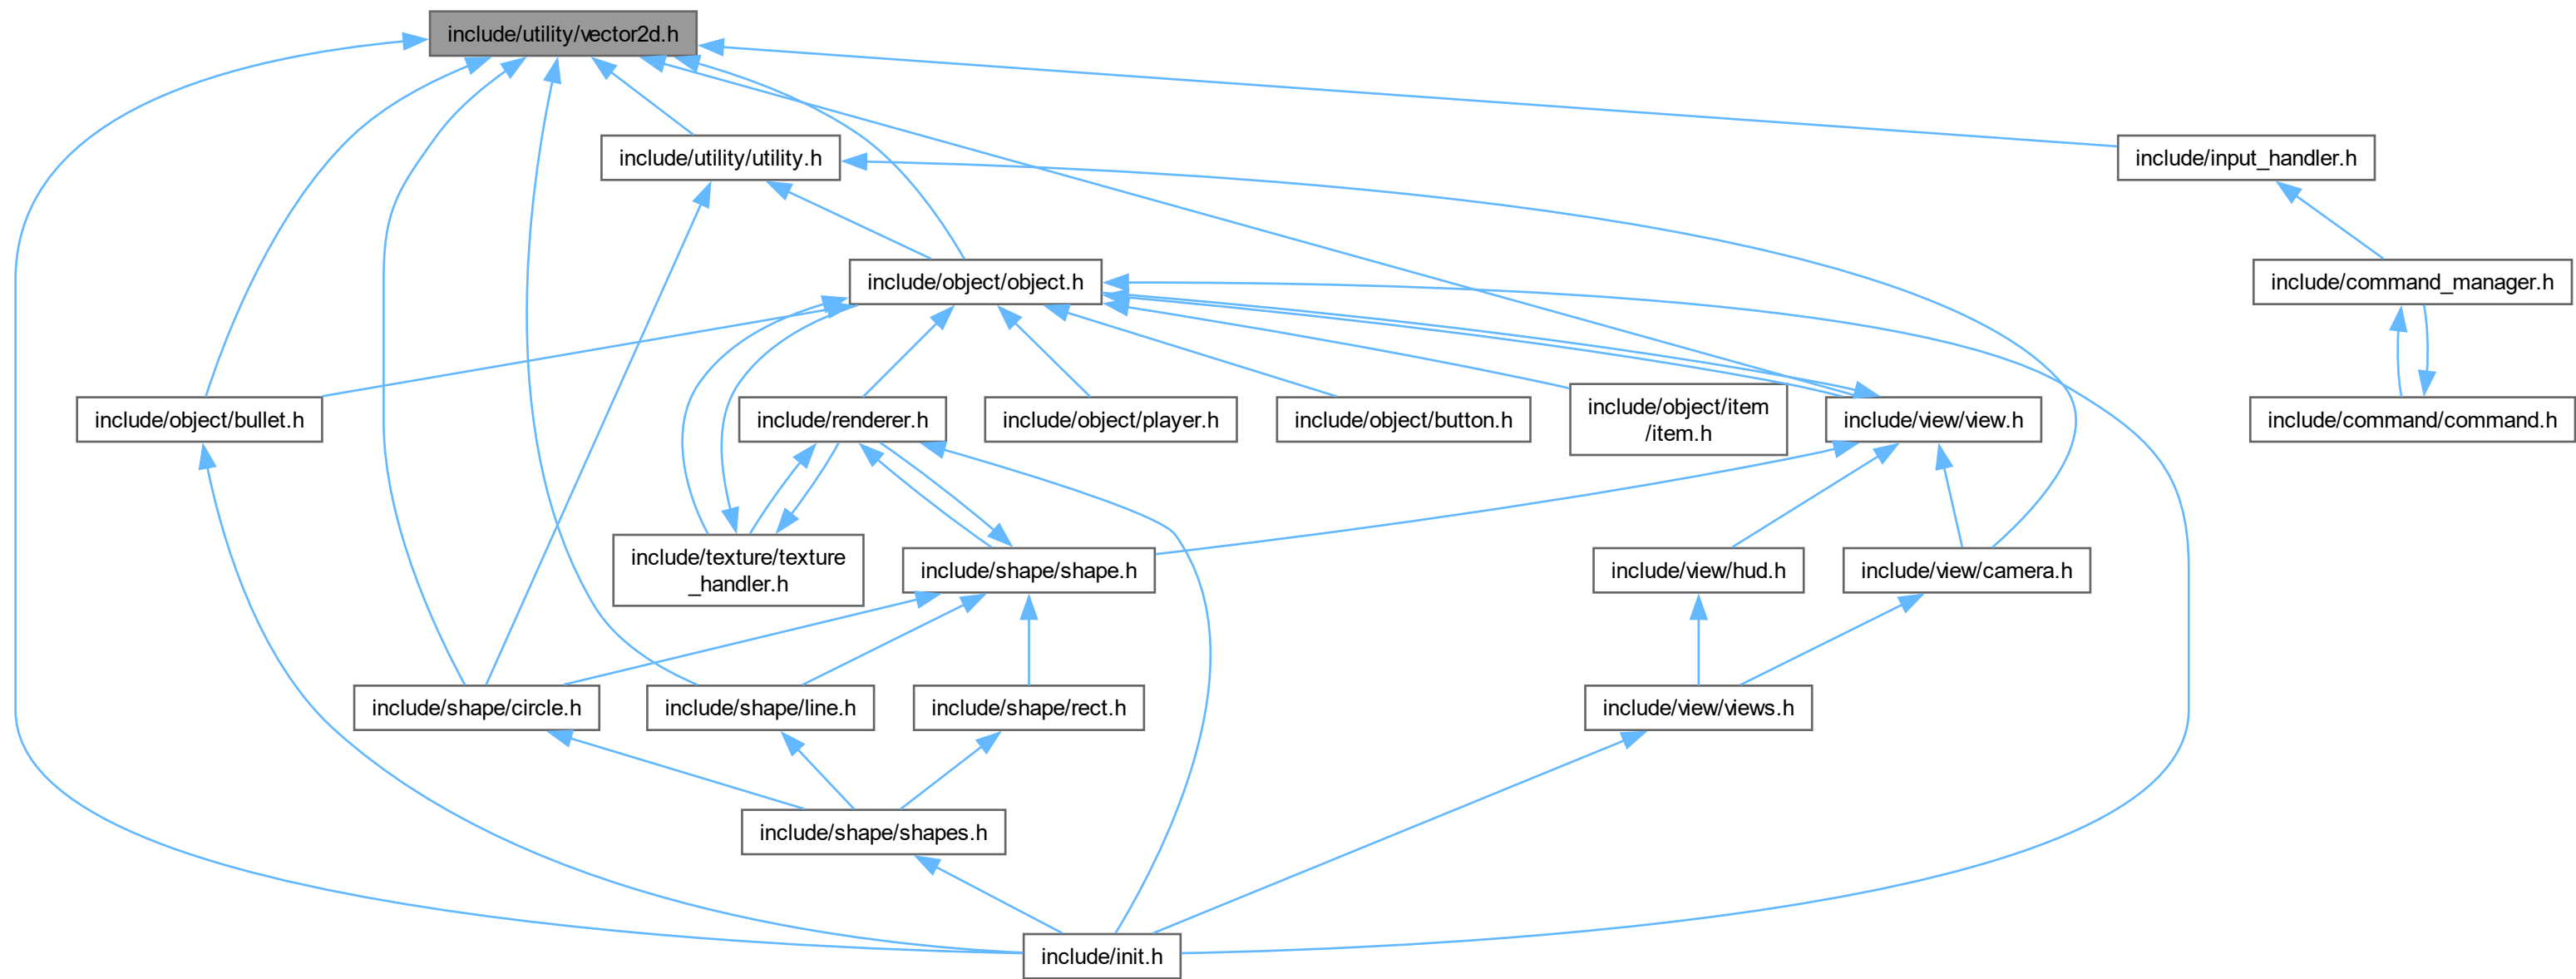 include/utility/vector2d.h
include/utility/utility.h
include/input_handler.h
include/object/object.h
include/command_manager.h
include/object/bullet.h
include/renderer.h
include/object/player.h
include/object/button.h
include/object/item
/item.h
include/view/view.h
include/command/command.h
include/texture/texture
_handler.h
include/shape/shape.h
include/view/hud.h
include/view/camera.h
include/shape/circle.h
include/shape/line.h
include/shape/rect.h
include/view/views.h
include/shape/shapes.h
include/init.h